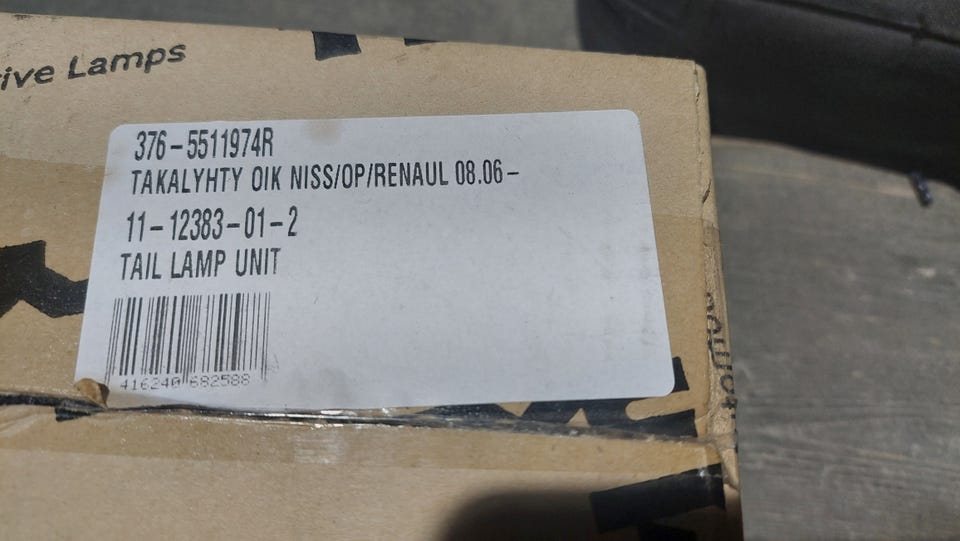 ive Lamps
376-5511974R
TAKALYHTY OIK NISS/OP/RENAUL 08.06-
11-12383-01-2
TAIL LAMP UNIT
416240 682588